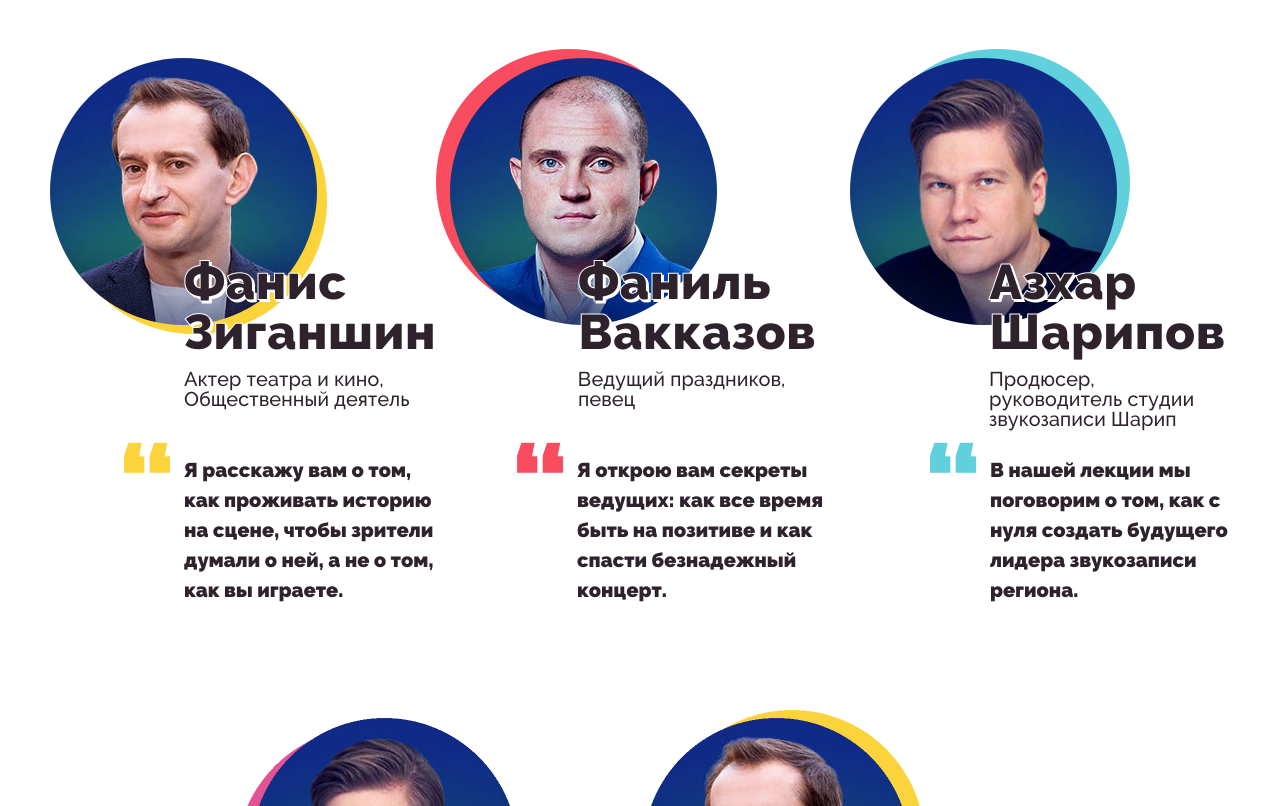 Фанис
Зиганшин
Актер театра и кино,
Общественный деятель
“ Я расскажу вам о том,
как проживать историю
на сцене, чтобы зрители
думали о ней, а не о том,
как вы играете.
Фаниль
Вакказов
Ведущий праздников,
певец
“ Я открою вам секреты
ведущих: как все время
быть на позитиве и как
спасти безнадежный
концерт.
Азхар
Шарипов
Продюсер,
руководитель студии
звукозаписи Шарип
“ В нашей лекции мы
поговорим о том, как с
нуля создать будущего
лидера звукозаписи
региона.